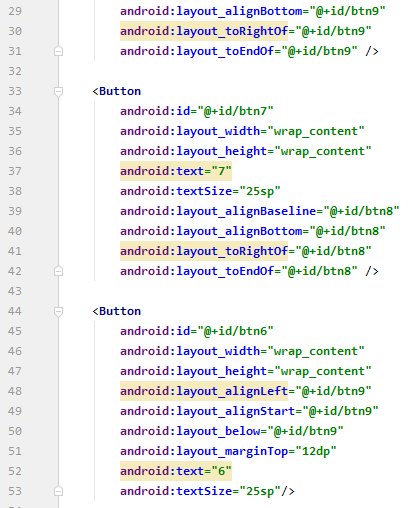 29 android:layout_alignBottom="@+id/btn9"
30 android:layout_toRightOf="@+id/btn9"
31 android:layout_toEndOf="@+id/btn9" />
32
33 <Button
34 android:id="@+id/btn7"
35 android:layout_width="wrap_content"
36 android:layout_height="wrap_content"
37 android:text="7"
38 android:textSize="25sp"
39 android:layout_alignBaseline="@+id/btn8"
40 android:layout_alignBottom="@+id/btn8"
41 android:layout_toRightOf="@+id/btn8"
42 android:layout_toEndOf="@+id/btn8" />
43
44 <Button
45 android:id="@+id/btn6"
46 android:layout_width="wrap_content"
47 android:layout_height="wrap_content"
48 android:layout_alignLeft="@+id/btn9"
49 android:layout_alignStart="@+id/btn9"
50 android:layout_below="@+id/btn9"
51 android:layout_marginTop="12dp"
52 android:text="6"
53 android:textSize="25sp"/>